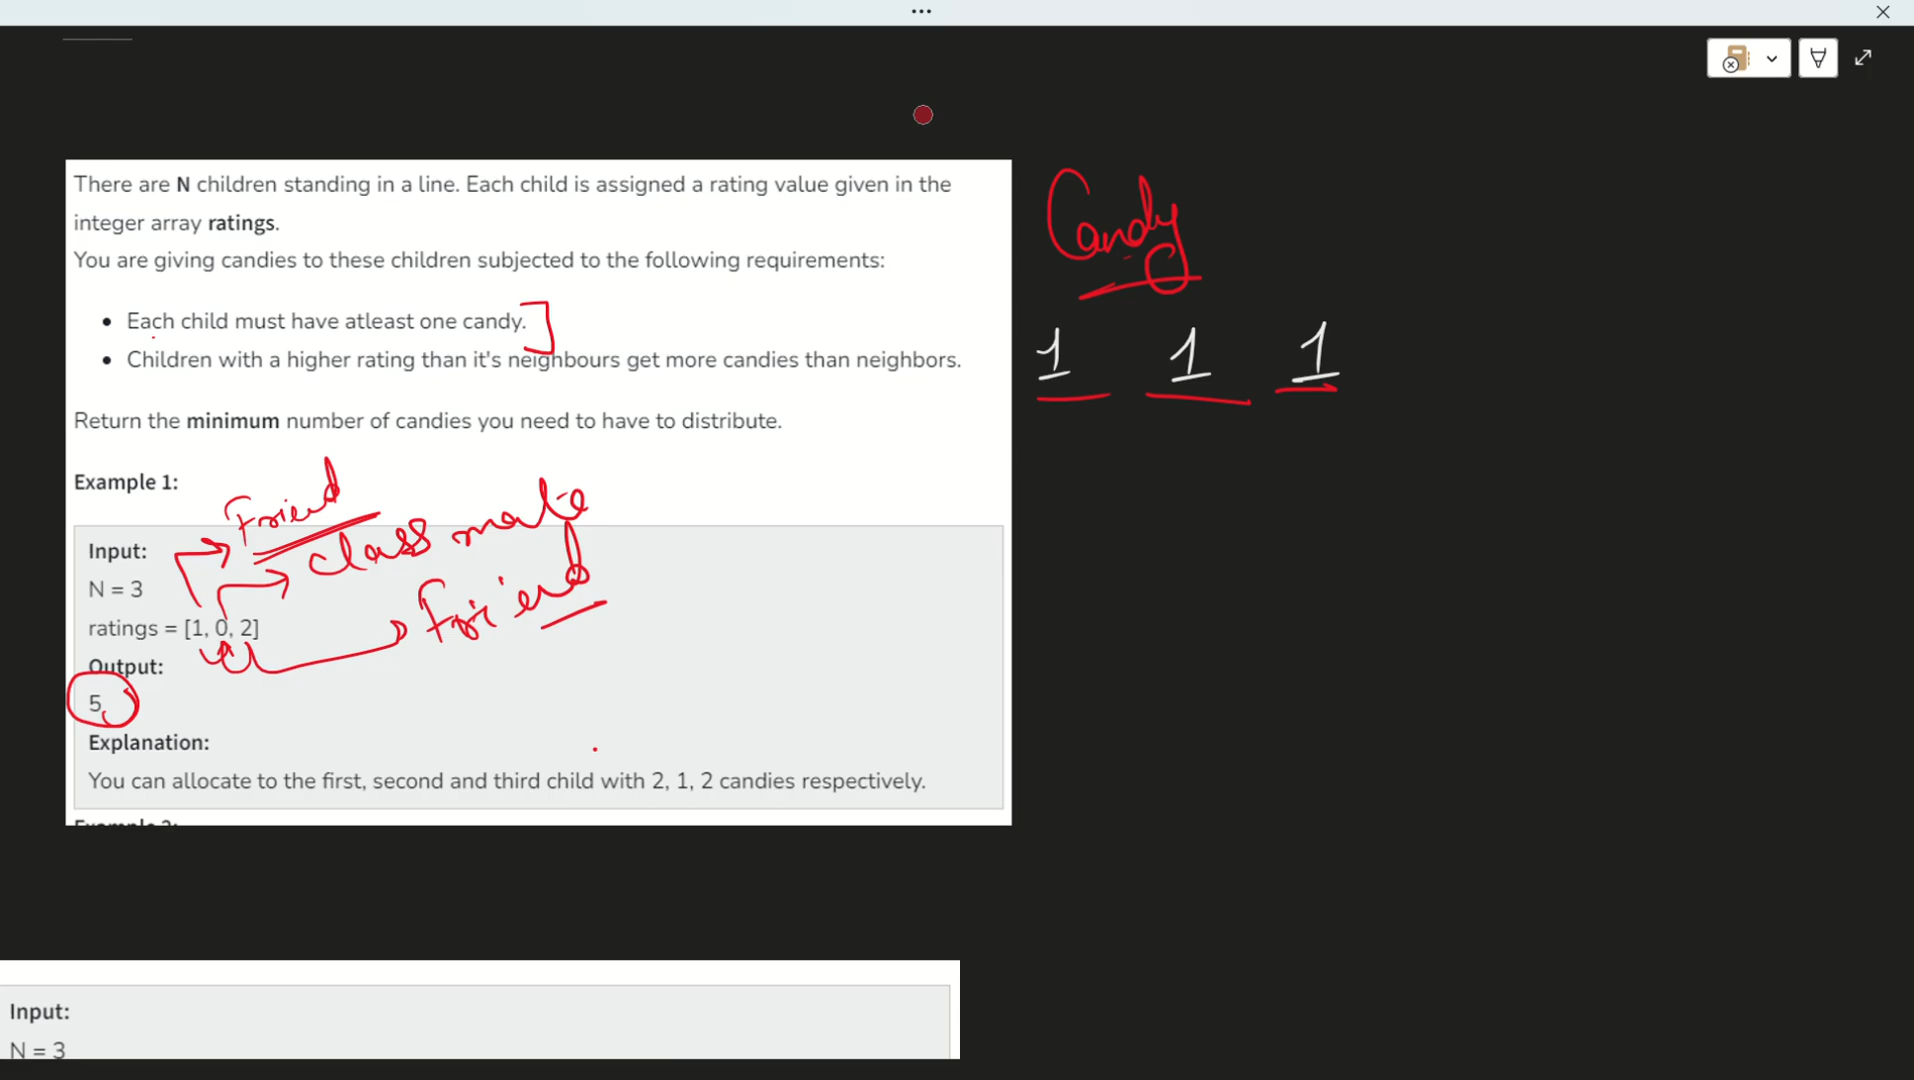 There are N children standing in a line. Each child is assigned a rating value given in the
integer array ratings.
You are giving candies to these children subjected to the following requirements:
• Each child must have atleast one candy.
• Children with a higher rating than it's neighbours get more candies than neighbors.
Return the minimum number of candies you need to have to distribute.
Example 1:
Friend
class mate
Friend
Input:
N = 3
ratings = [1, 0, 2]
Output:
5
Explanation:
You can allocate to the first, second and third child with 2, 1, 2 candies respectively.
Candy
1 1 1
Input:
N = 3